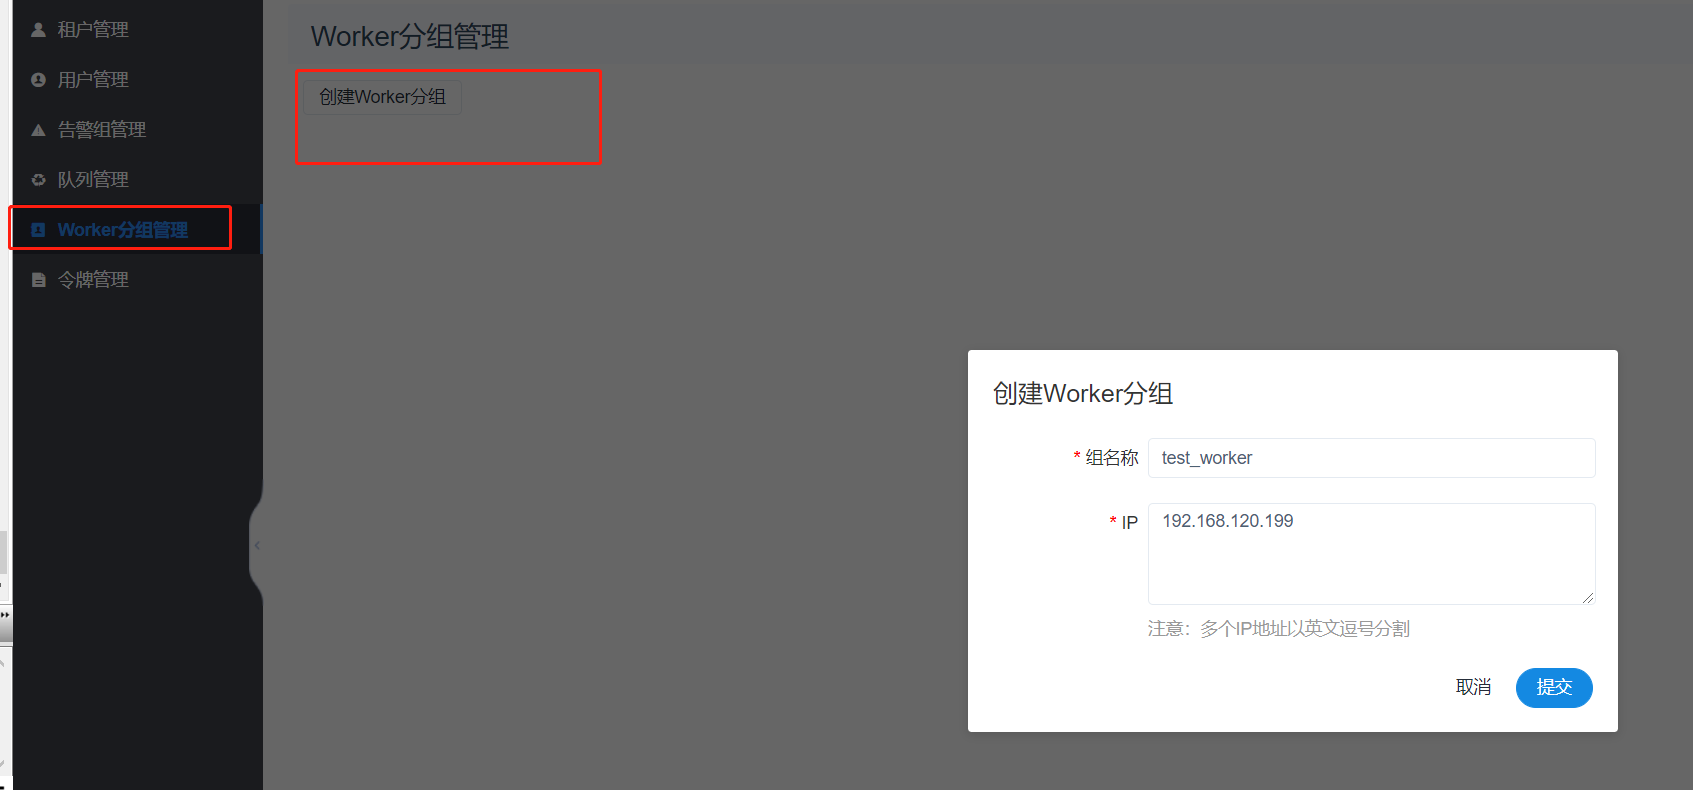 租户管理
用户管理
告警组管理
队列管理
Worker分组管理
令牌管理
Worker分组管理
创建Worker分组
创建Worker分组
* 组名称 test_worker
* IP 192.168.120.199
注意：多个IP地址以英文逗号分割
取消 提交